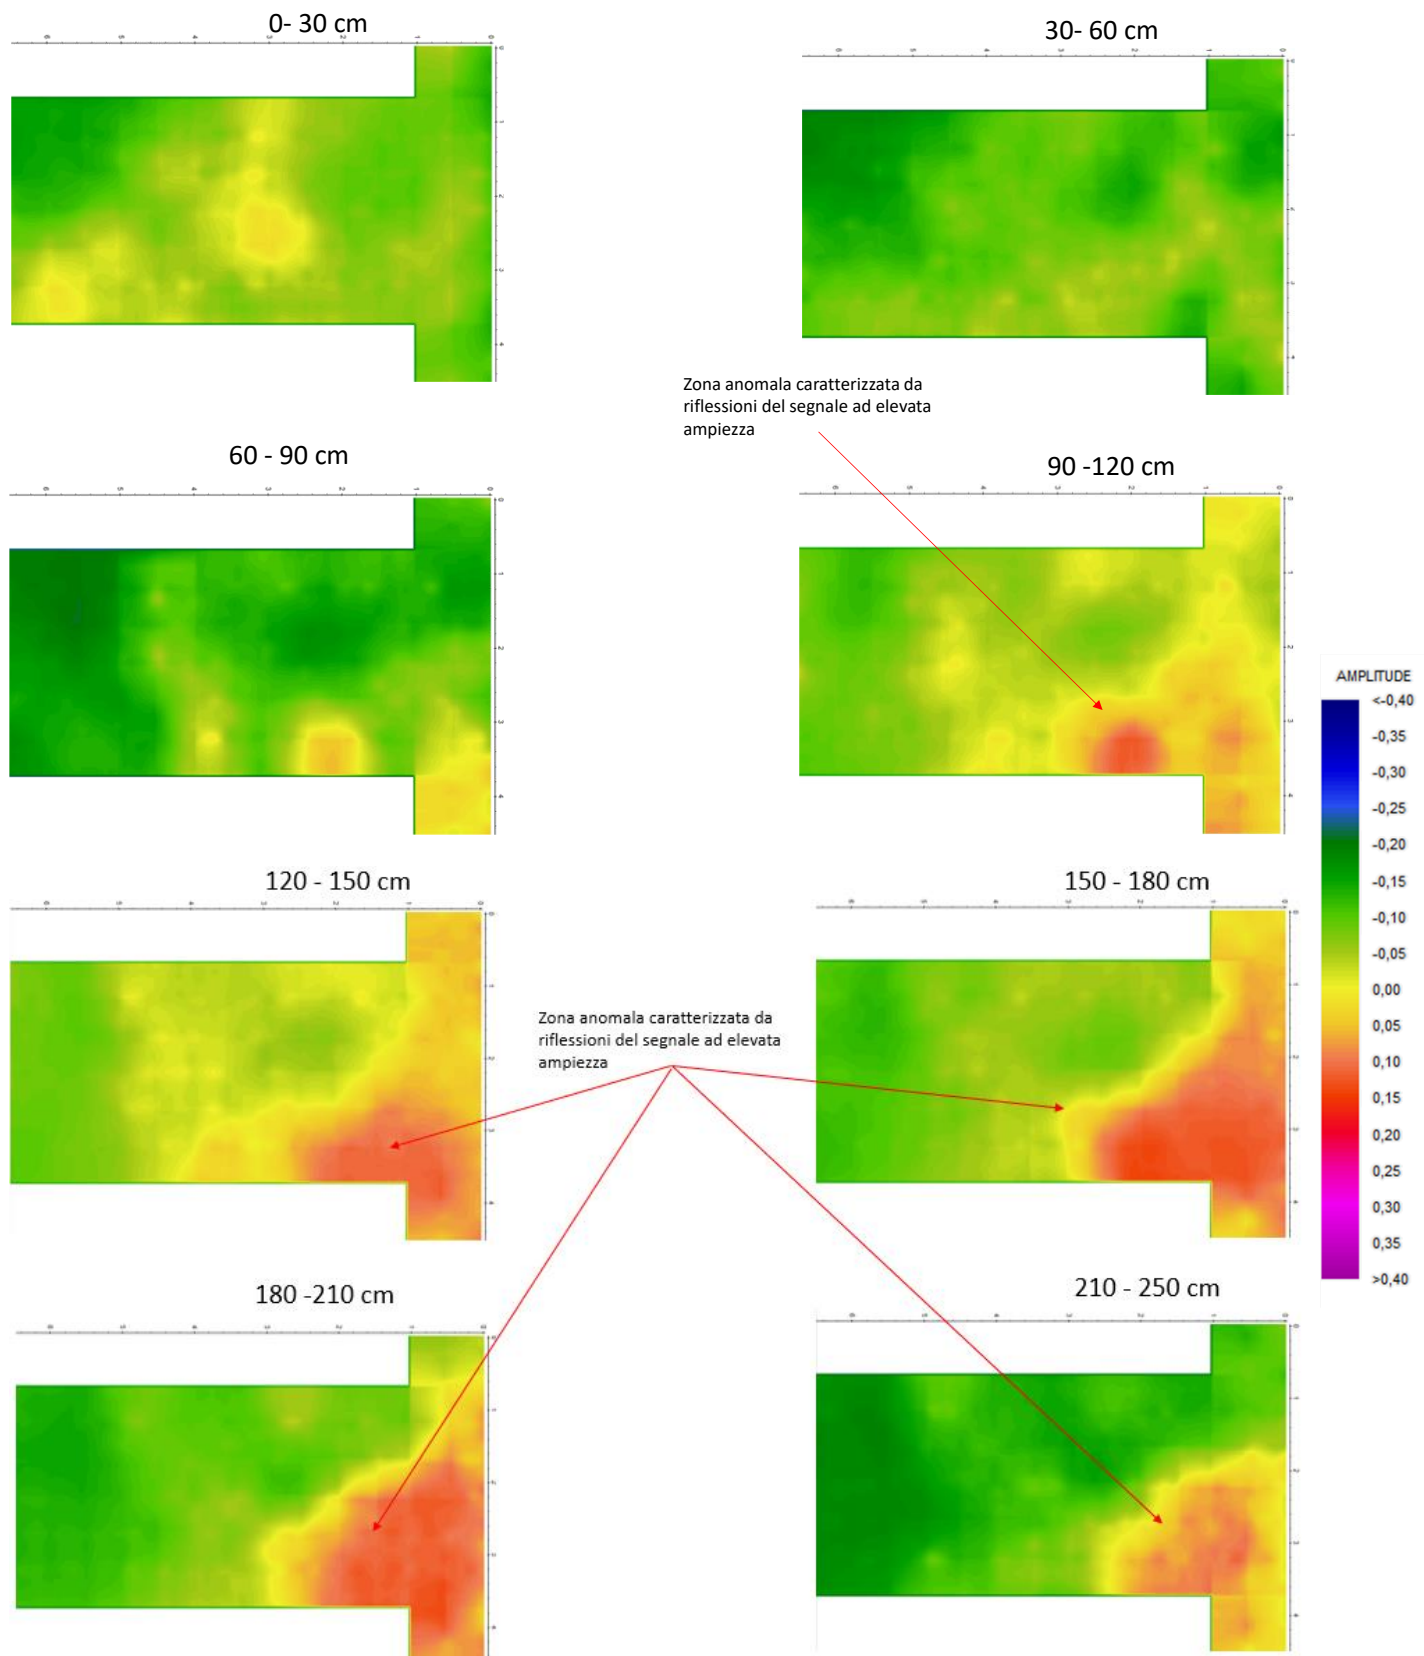 0- 30 cm
30- 60 cm
Zona anomala caratterizzata da
riflessioni del segnale ad elevata
ampiezza
60 - 90 cm
90 -120 cm
AMPLITUDE
<-0,40
-0,35
-0,30
-0,25
-0,20
-0,15
-0,10
-0,05
0,00
0,05
0,10
0,15
0,20
0,25
0,30
0,35
>0,40
120 - 150 cm
150 - 180 cm
Zona anomala caratterizzata da
riflessioni del segnale ad elevata
ampiezza
180 -210 cm
210 - 250 cm